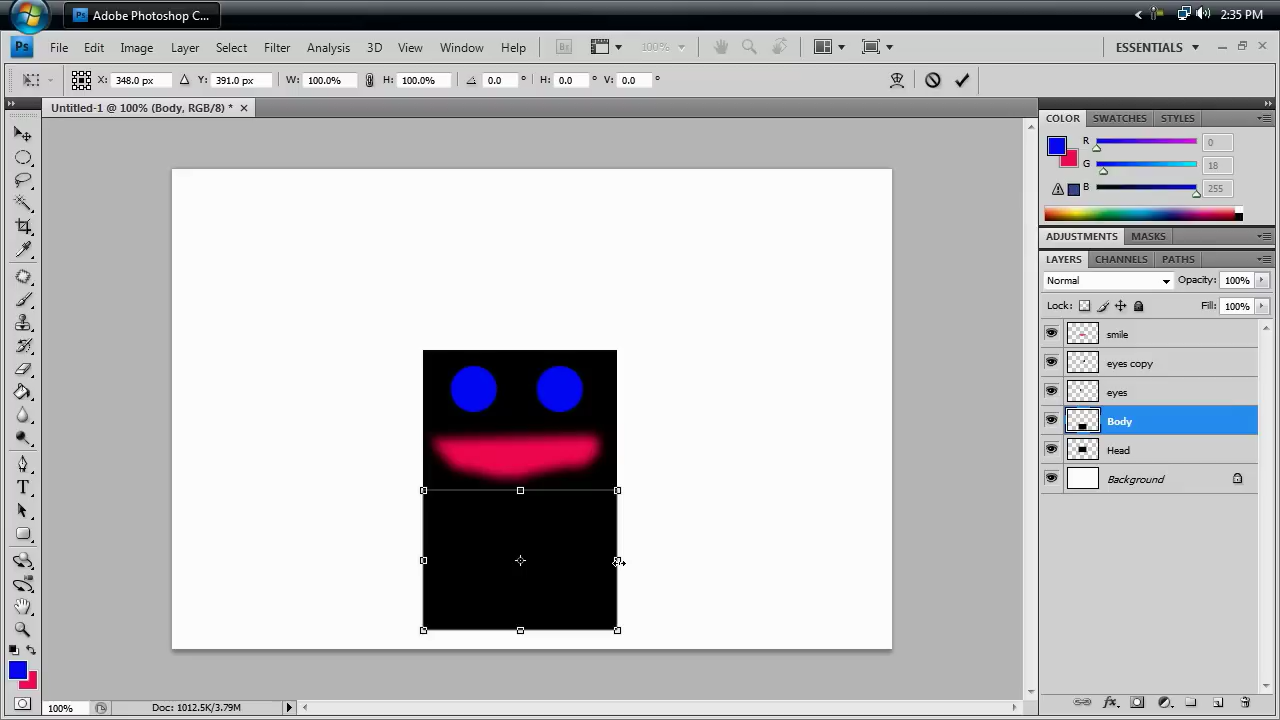 Adobe Photoshop C...
2:35 PM
Ps File Edit Image Layer Select Filter Analysis 3D View Window Help Br 100% ESSENTIALS
X: 348.0 px Y: 391.0 px W: 100.0% H: 100.0% 0.0 ° H: 0.0 ° V: 0.0 °
Untitled-1 @ 100% (Body, RGB/8) *
COLOR SWATCHES STYLES
R 0
G 18
B 255
ADJUSTMENTS MASKS
LAYERS CHANNELS PATHS
Normal Opacity: 100%
Lock: Fill: 100%
smile
eyes copy
eyes
Body
Head
Background
100% Doc: 1012.5K/3.79M